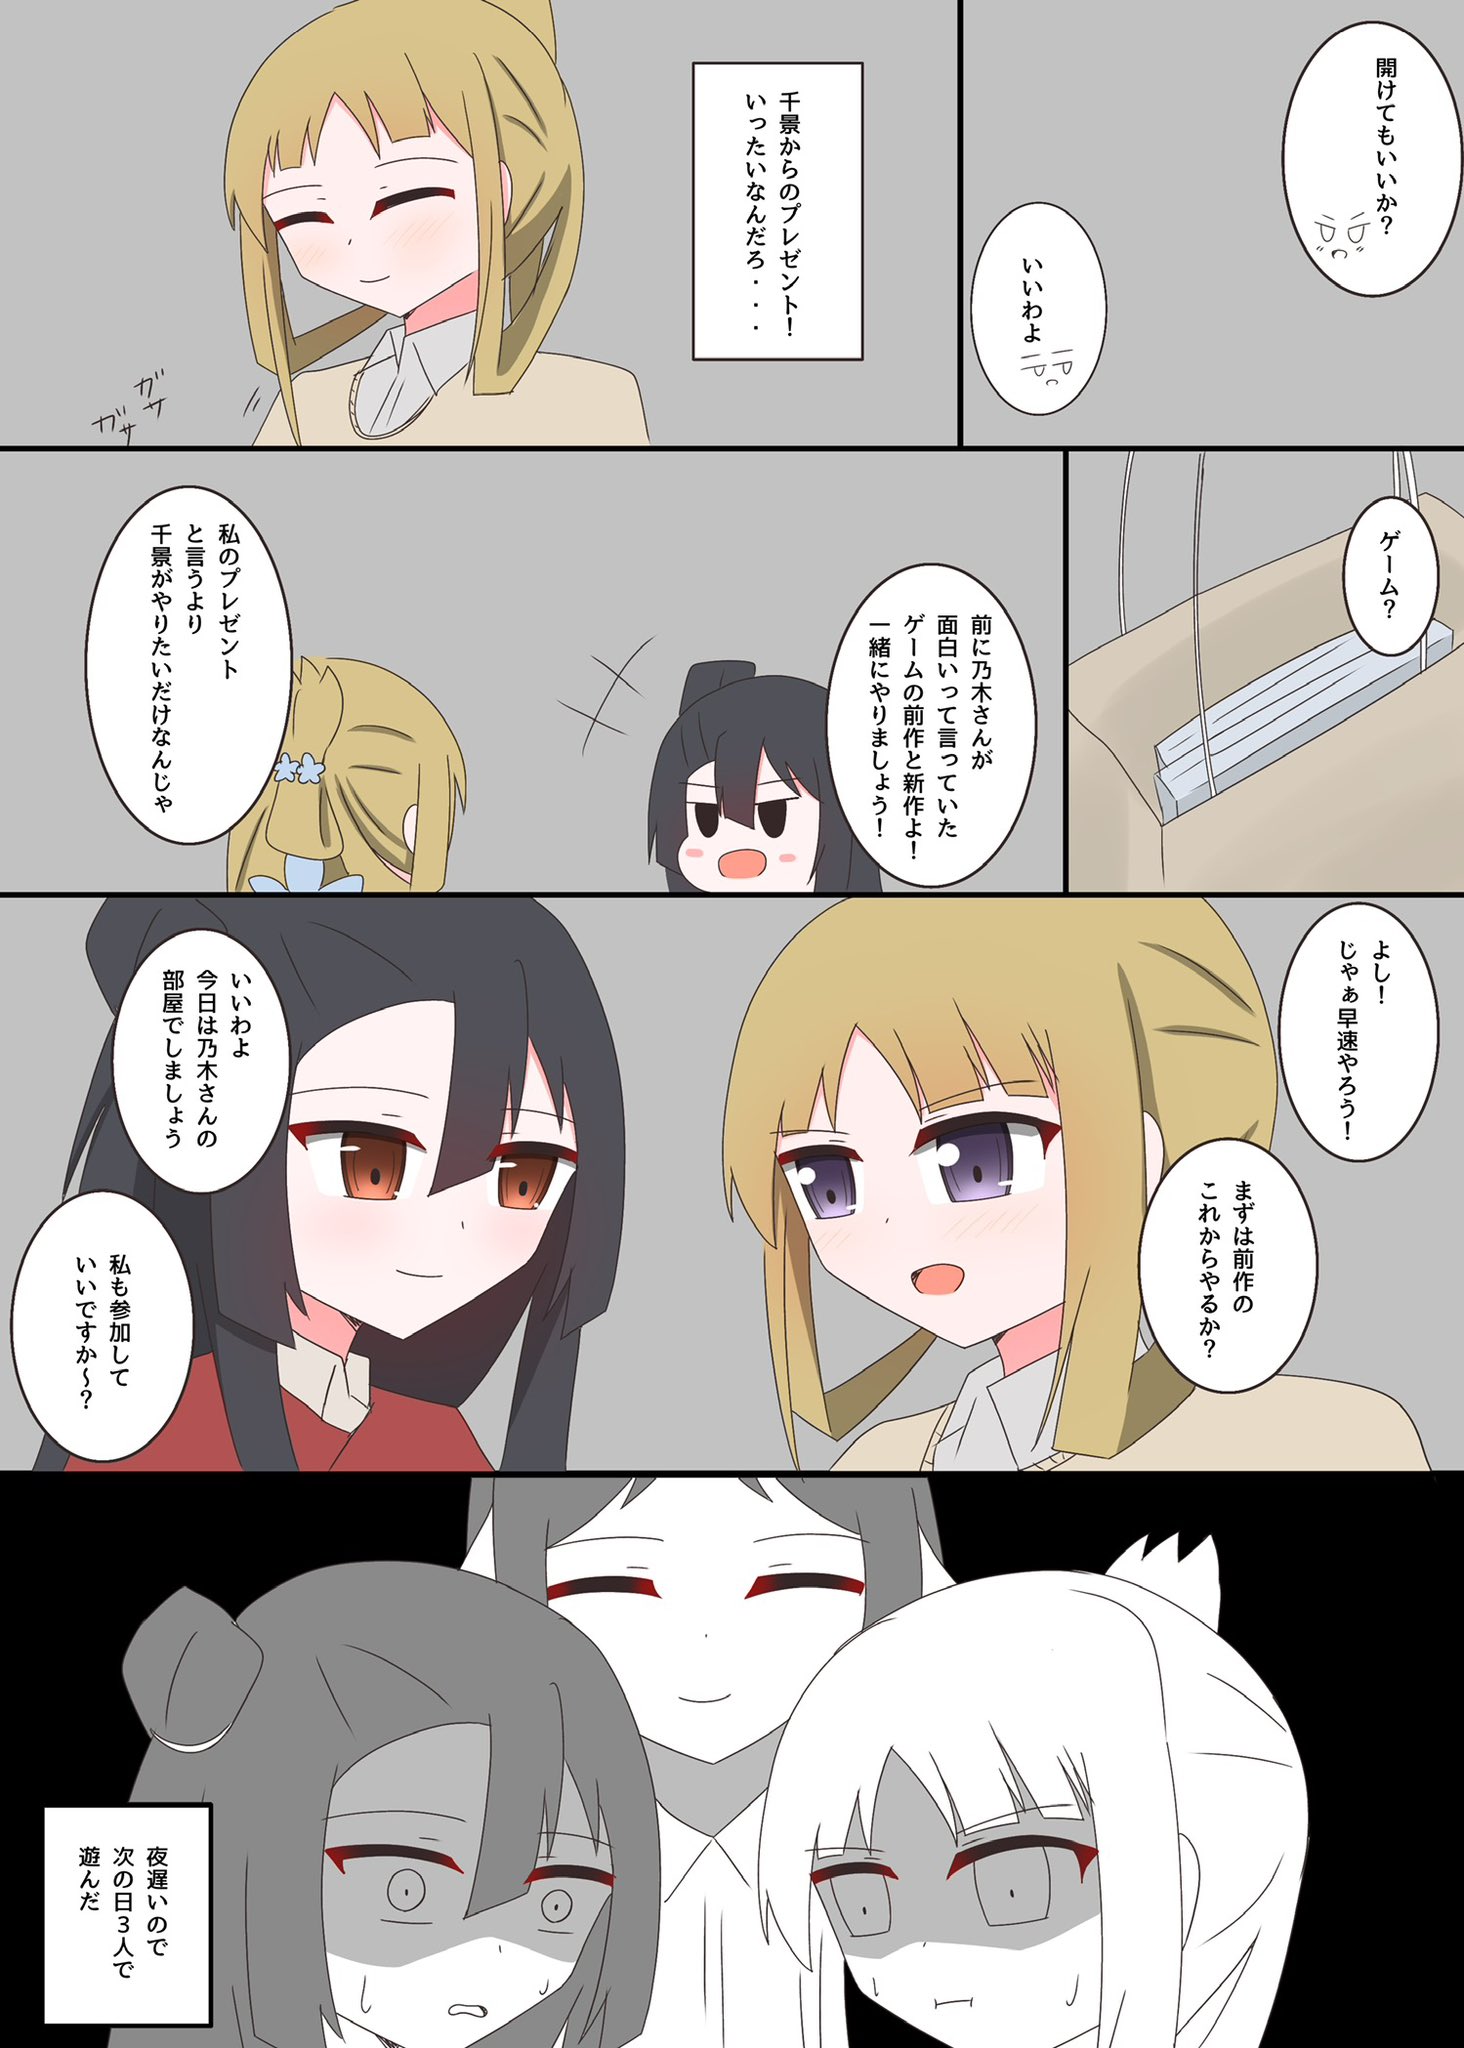 開けてもいいか？
いいわよ
千景からのプレゼント！
いったいなんだろ・・・・
ガサ
ガサ
ゲーム？
前に乃木さんが
面白いって言っていた
ゲームの前作と新作よ！
一緒にやりましょう！
私のプレゼント
と言うより
千景がやりたいだけなんじゃ
よし！
じゃぁ早速やろう！
まずは前作の
これからやるか？
いいわよ
今日は乃木さんの
部屋でしましょう
私も参加して
いいですか～？
夜遅いので
次の日3人で
遊んだ